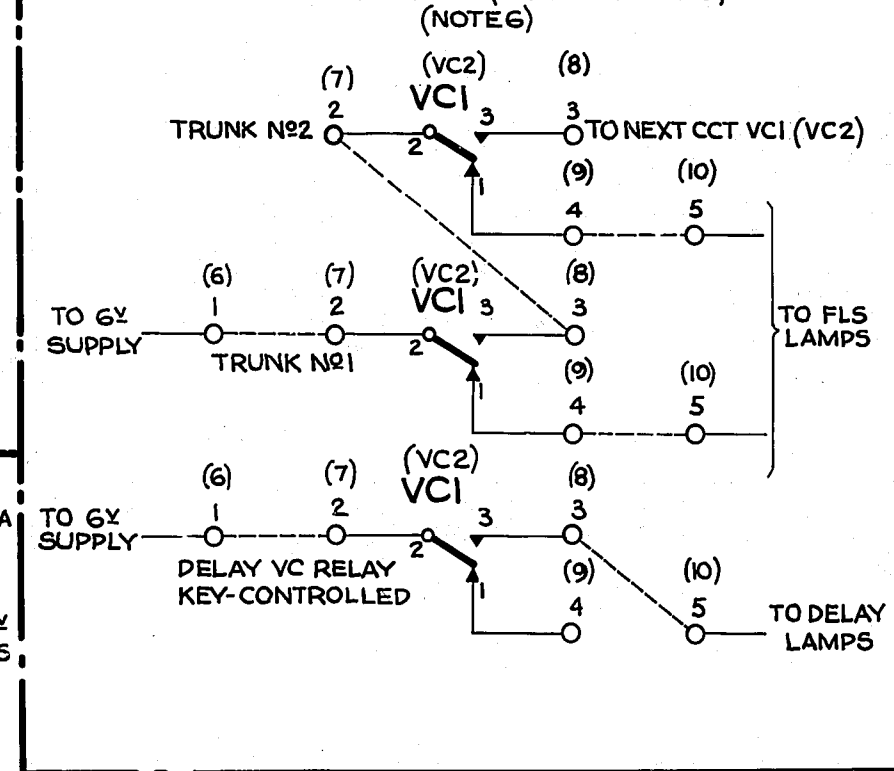 (NOTE6)
(7) (VC2) (8)
2 VC1 3 3
TRUNK Nº2 2 TO NEXT CCT VC1 (VC2)
1 (9) (10)
4 5
(6) (7) (VC2) (8)
1 2 VC1 3 3
TO 6V
SUPPLY
2
TRUNK Nº1
1 (9) (10)
4 5
TO FLS
LAMPS
(6) (7) (VC2) (8)
1 2 VC1 3 3
A
TO 6V
SUPPLY
2
DELAY VC RELAY
KEY-CONTROLLED
1 (9) (10)
4 5
TO DELAY
LAMPS
V
S